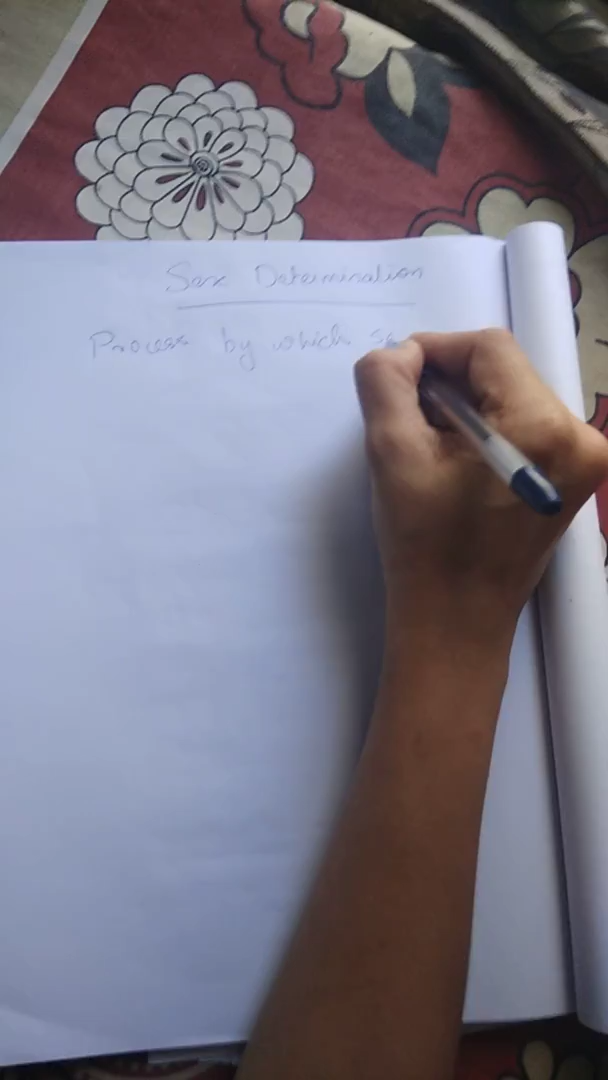 Sex Determination
Process by which